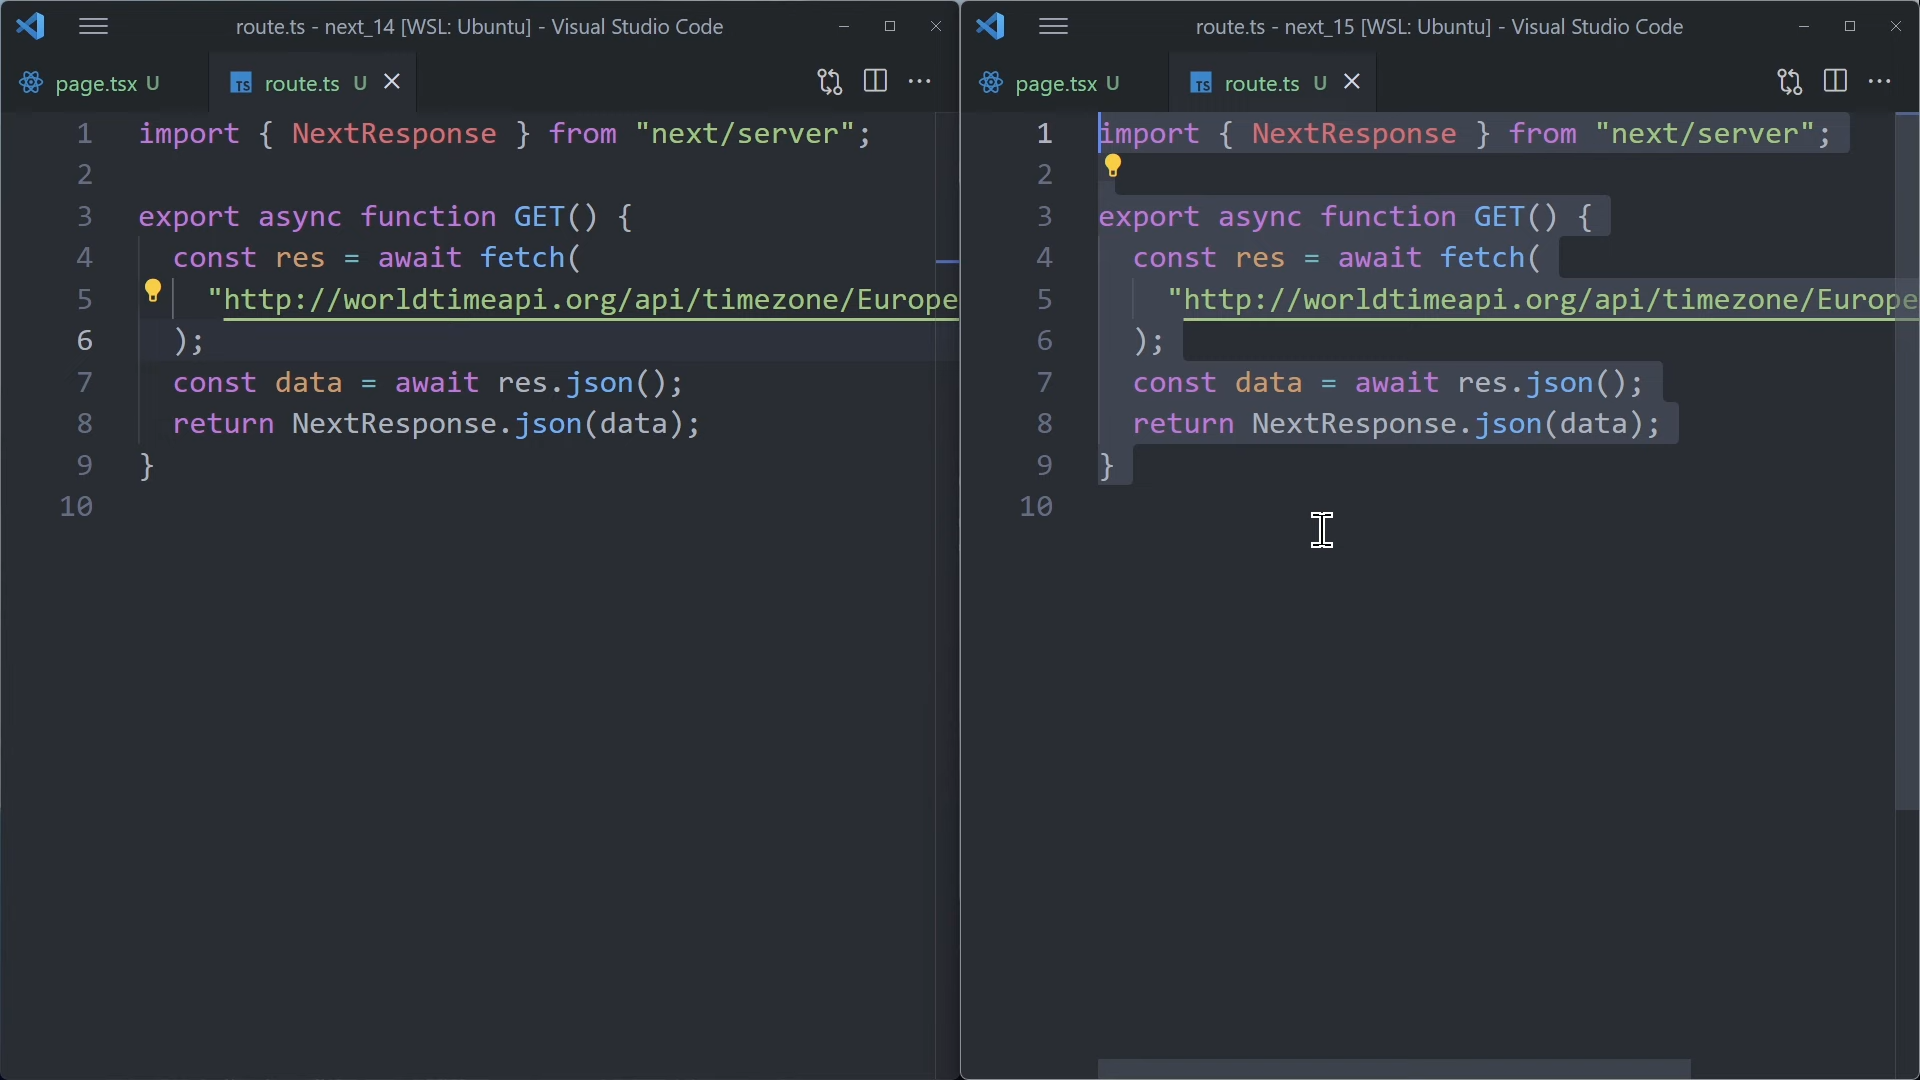 route.ts - next_14 [WSL: Ubuntu] - Visual Studio Code
page.tsx U
TS route.ts U
1 import { NextResponse } from "next/server";
2
3 export async function GET() {
4 const res = await fetch(
5 "http://worldtimeapi.org/api/timezone/Europe
6 );
7 const data = await res.json();
8 return NextResponse.json(data);
9 }
10
route.ts - next_15 [WSL: Ubuntu] - Visual Studio Code
page.tsx U
TS route.ts U
1 import { NextResponse } from "next/server";
2
3 export async function GET() {
4 const res = await fetch(
5 "http://worldtimeapi.org/api/timezone/Europe
6 );
7 const data = await res.json();
8 return NextResponse.json(data);
9 }
10